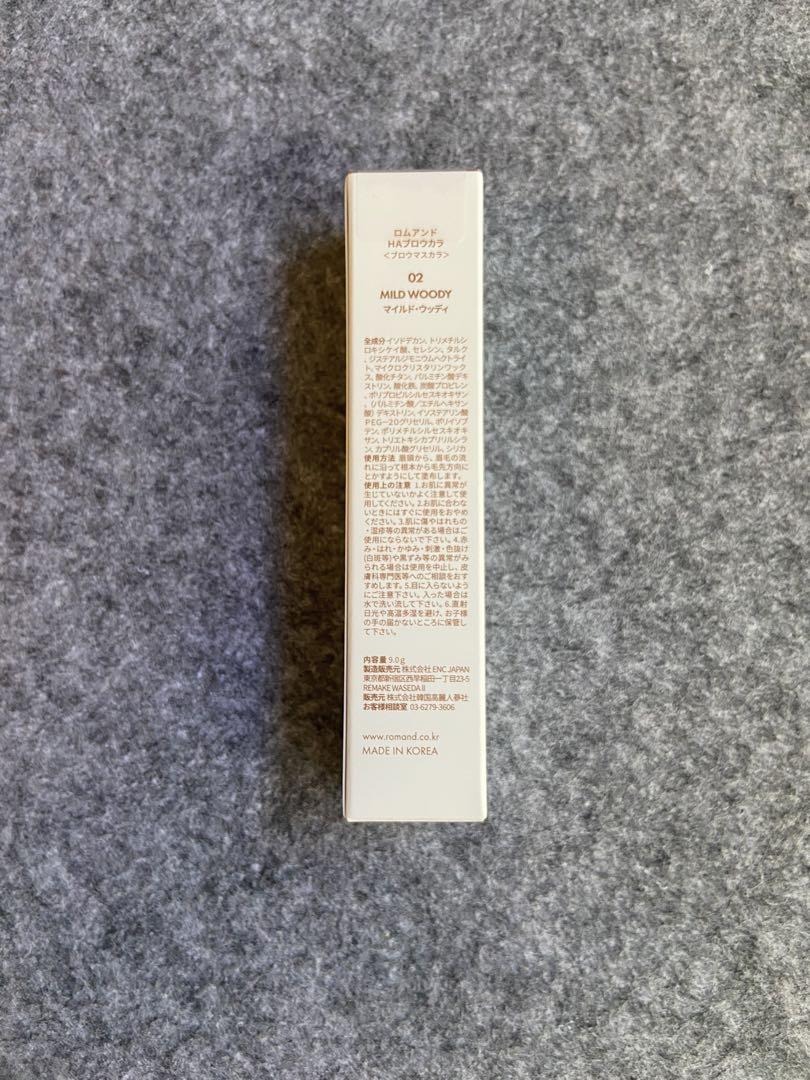 ロムアンド
HAブロウカラ
<ブロウマスカラ>
02
MILD WOODY
マイルド・ウッディ
全成分 イソドデカン、トリメチルシ
ロキシケイ酸、セレシン、タルク
、ジステアルジモニウムヘクトライ
ト、マイクロクリスタリンワック
ス、酸化チタン、パルミチン酸デキ
ストリン、酸化鉄、炭酸プロピレン、
ポリプロピルシルセスキオキサン、
(パルミチン酸/エチルヘキサン
酸)デキストリン、イソステアリン酸
PEG-20グリセリル、ポリイソブ
テン、ポリメチルシルセスキオキ
サン、トリエトキシカプリリルシラ
ン、カプリル酸グリセリル、シリカ
使用方法 眉頭から、眉毛の流
れに沿って根本から毛先方向に
とかすようにして塗布します。
使用上の注意 1.お肌に異常が
生じていないかよく注意して使
用してください。2.お肌に合わな
いときにはすぐに使用をおやめ
ください。3.肌に傷やはれもの
・湿疹等の異常がある場合はご
使用にならないで下さい。4.赤
み・はれ・かゆみ・刺激・色抜け
(白斑等)や黒ずみ等の異常がみ
られる場合は使用を中止し、皮
膚科専門医等へのご相談をおす
すめします。5.目に入らないよう
にご注意下さい。入った場合は
水で洗い流して下さい。6.直射
日光や高温多湿を避け、お子様
の手の届かないところに保管し
て下さい。
内容量 9.0g
製造販売元 株式会社 ENC JAPAN
東京都新宿区西早稲田一丁目23-5
REMAKE WASEDA II
販売元 株式会社韓国高麗人蔘社
お客様相談室 03-6279-3606
www.romand.co.kr
MADE IN KOREA